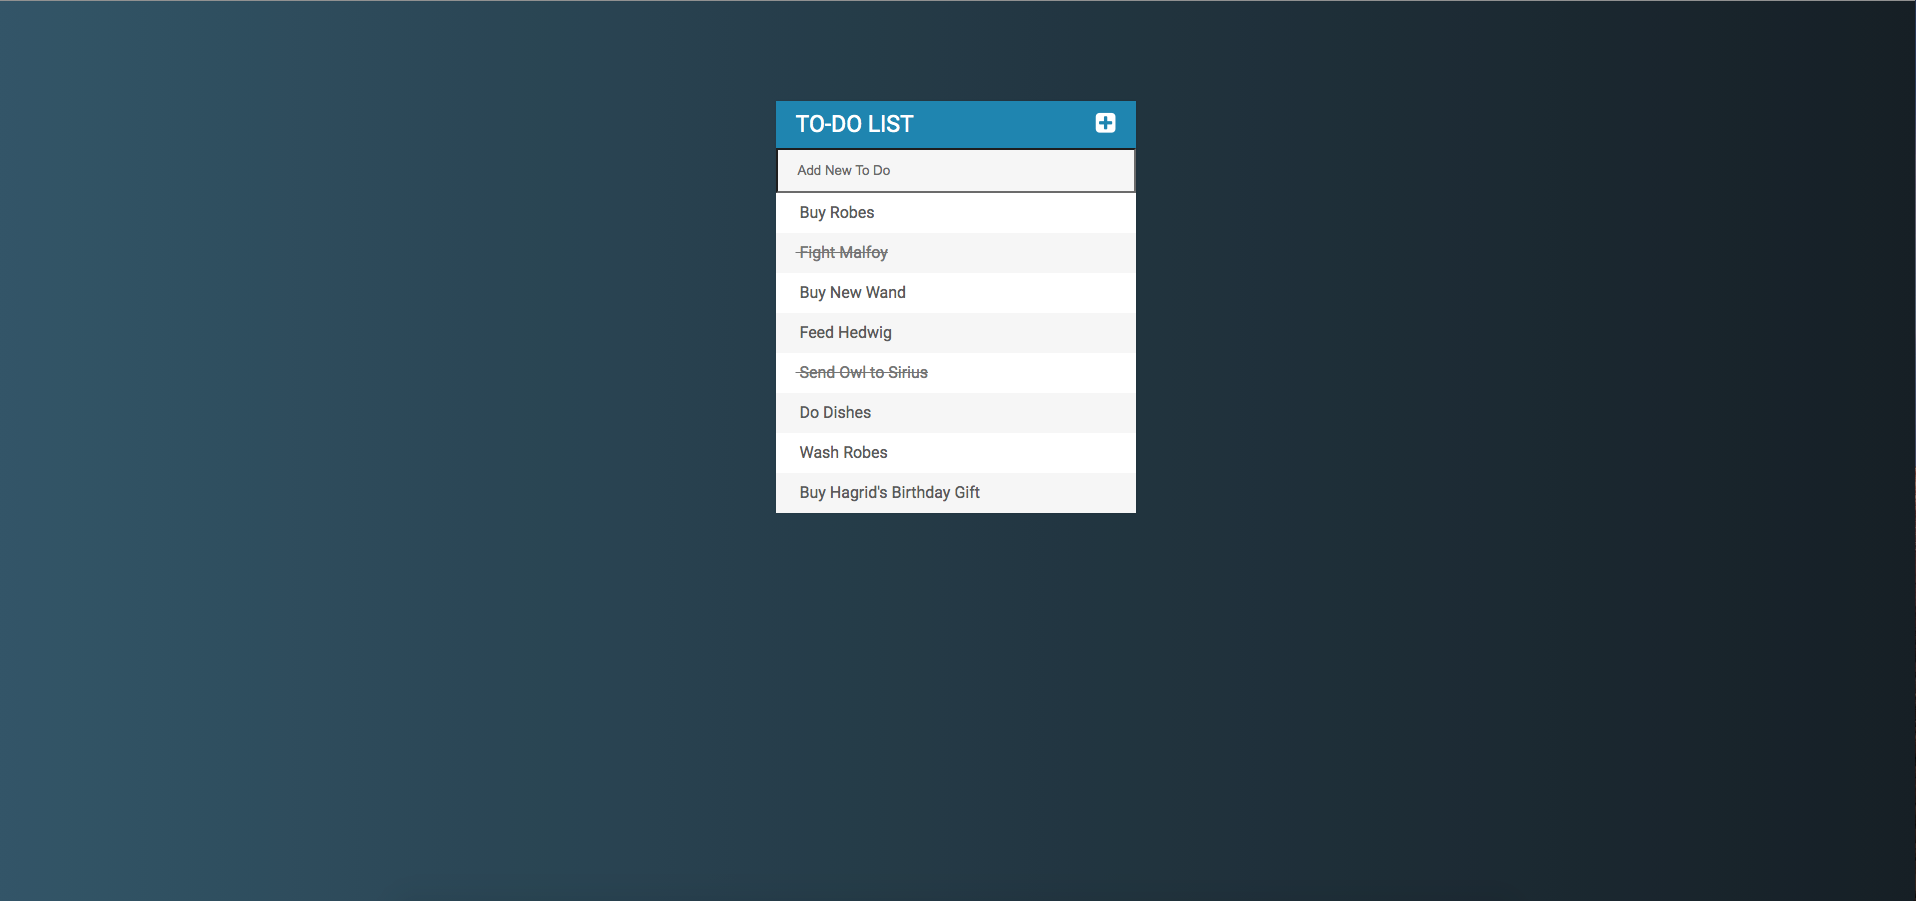 TO-DO LIST
Add New To Do
Buy Robes
Fight Malfoy
Buy New Wand
Feed Hedwig
Send Owl to Sirius
Do Dishes
Wash Robes
Buy Hagrid's Birthday Gift